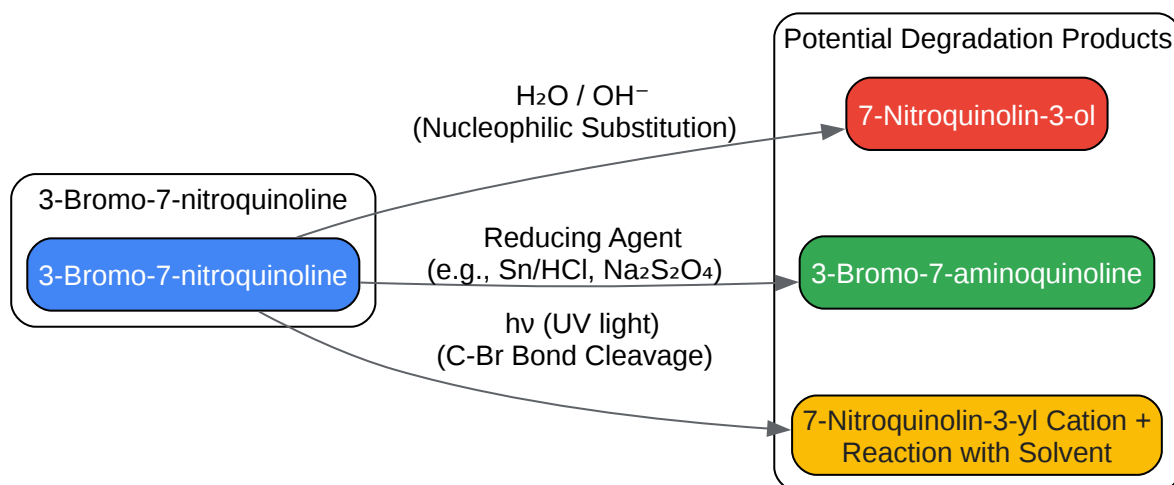 Potential Degradation Products
H₂O / OH⁻
(Nucleophilic Substitution)
7-Nitroquinolin-3-ol
3-Bromo-7-nitroquinoline
3-Bromo-7-nitroquinoline
Reducing Agent
(e.g., Sn/HCl, Na₂S₂O₄)
3-Bromo-7-aminoquinoline
hν (UV light)
(C-Br Bond Cleavage)
7-Nitroquinolin-3-yl Cation +
Reaction with Solvent